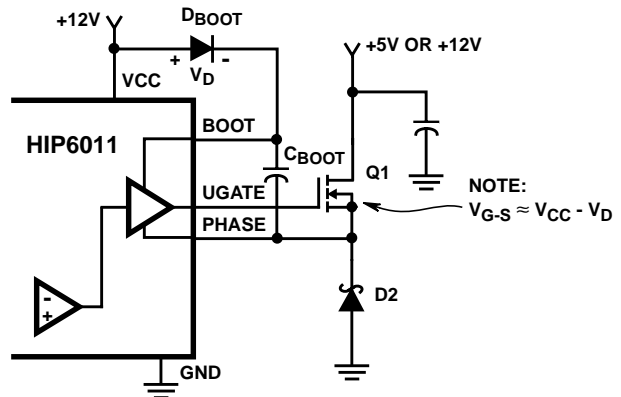 +12V
DBOOT
+ VD -
+5V OR +12V
VCC
BOOT
HIP6011
CBOOT
Q1
UGATE
NOTE:
VG-S ≈ VCC - VD
PHASE
-
+
D2
GND